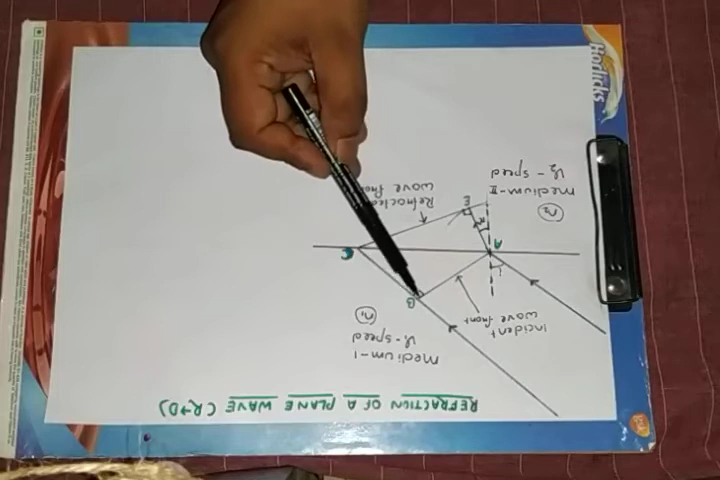 REFRACTION OF A PLANE WAVE (R→D)
medium-1
v₁-speed
n₁
incident
wave front
i
B
A
C
r
E
Refracted
wave front
n₂
medium-II
v₂-speed
Horlicks